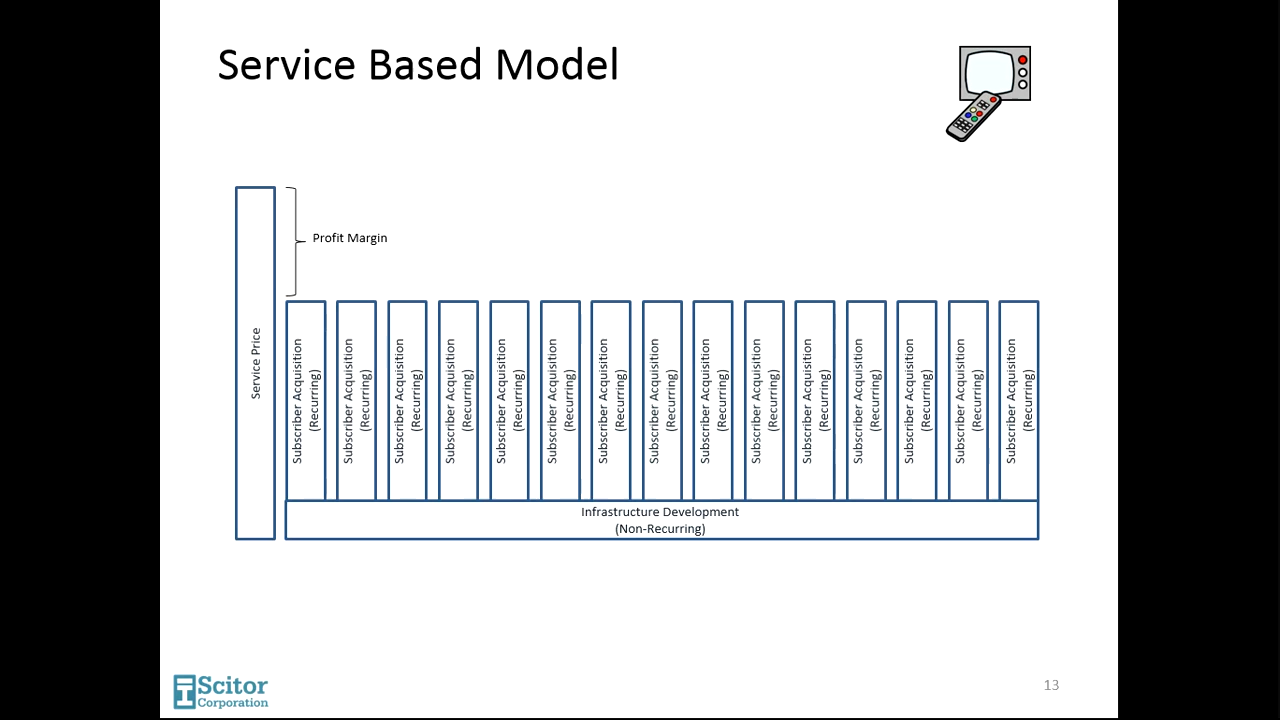 Service Based Model
Profit Margin
Service Price
Subscriber Acquisition
(Recurring)
Subscriber Acquisition
(Recurring)
Subscriber Acquisition
(Recurring)
Subscriber Acquisition
(Recurring)
Subscriber Acquisition
(Recurring)
Subscriber Acquisition
(Recurring)
Subscriber Acquisition
(Recurring)
Subscriber Acquisition
(Recurring)
Subscriber Acquisition
(Recurring)
Subscriber Acquisition
(Recurring)
Subscriber Acquisition
(Recurring)
Subscriber Acquisition
(Recurring)
Subscriber Acquisition
(Recurring)
Subscriber Acquisition
(Recurring)
Subscriber Acquisition
(Recurring)
Infrastructure Development
(Non-Recurring)
Scitor
Corporation
13